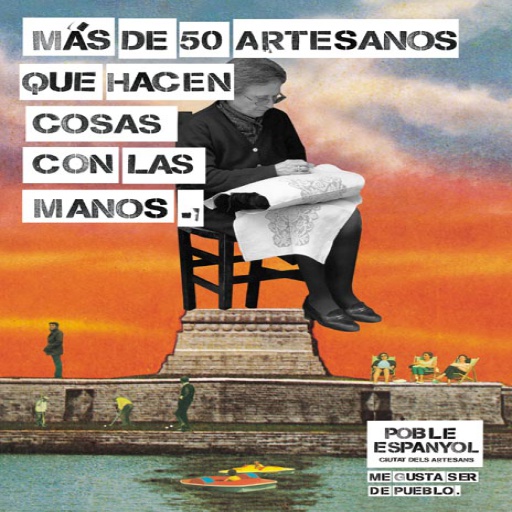 MÁS DE 50 ARTESANOS
QUE HACEN
COSAS
CON LAS
MANOS.,
POBLE
ESPANYOL
CIUTAT DELS ARTESANS
ME GUSTA SER
DE PUEBLO.